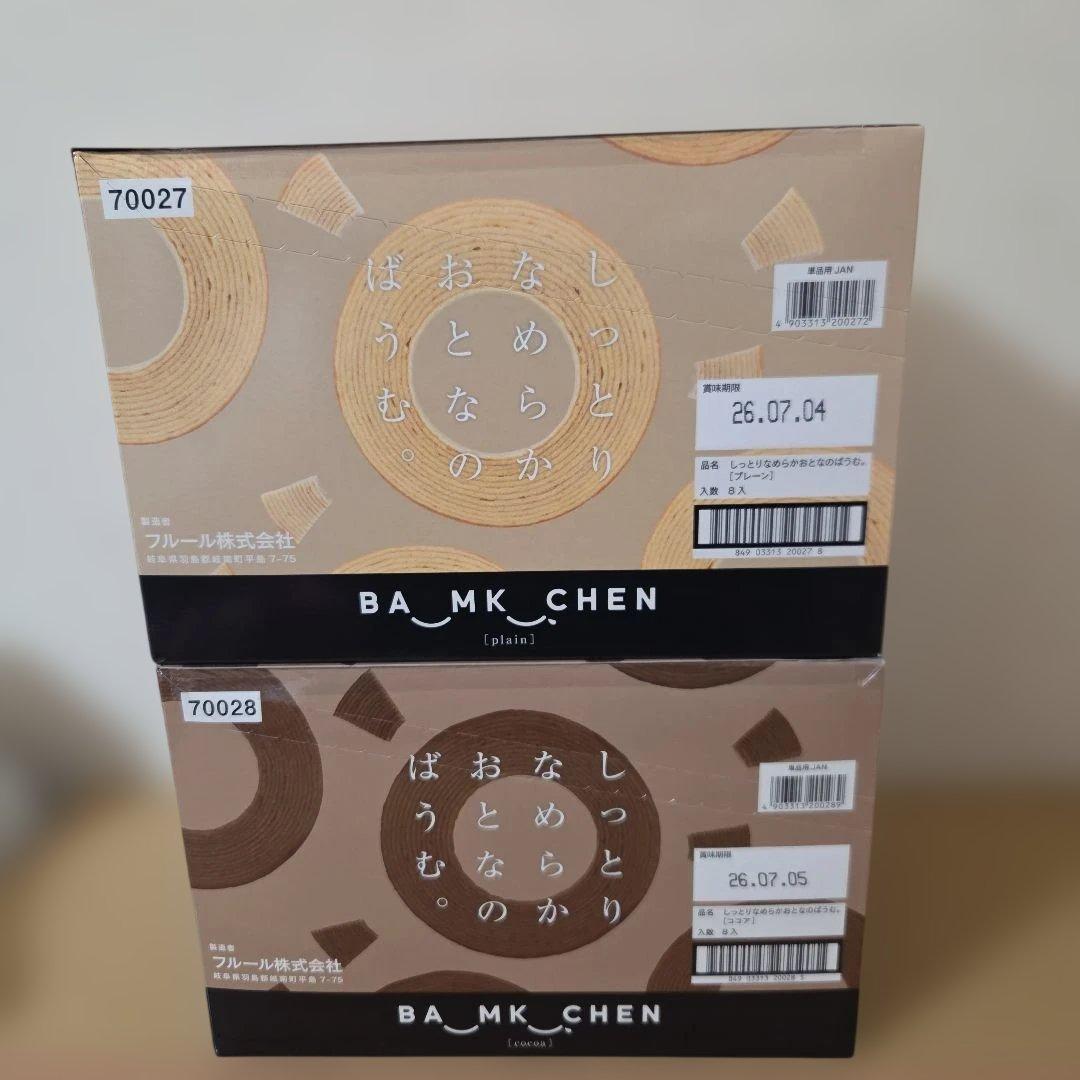 70027
しっとり
なめらか
おとなの
ばうむ。
単品用 JAN
4 903313 200272
賞味期限
26.07.04
品名 しっとりなめらかおとなのばうむ。
[プレーン]
入数 8入
849 03313 20027 8
製造者
フルール株式会社
岐阜県羽島郡岐南町平島 7-75
BA‿MK‿CHEN
[plain]
70028
しっとり
なめらか
おとなの
ばうむ。
単品用 JAN
4 903313 200289
賞味期限
26.07.05
品名 しっとりなめらかおとなのばうむ。
[ココア]
入数 8入
849 03313 20028 5
製造者
フルール株式会社
岐阜県羽島郡岐南町平島 7-75
BA‿MK‿CHEN
[cocoa]